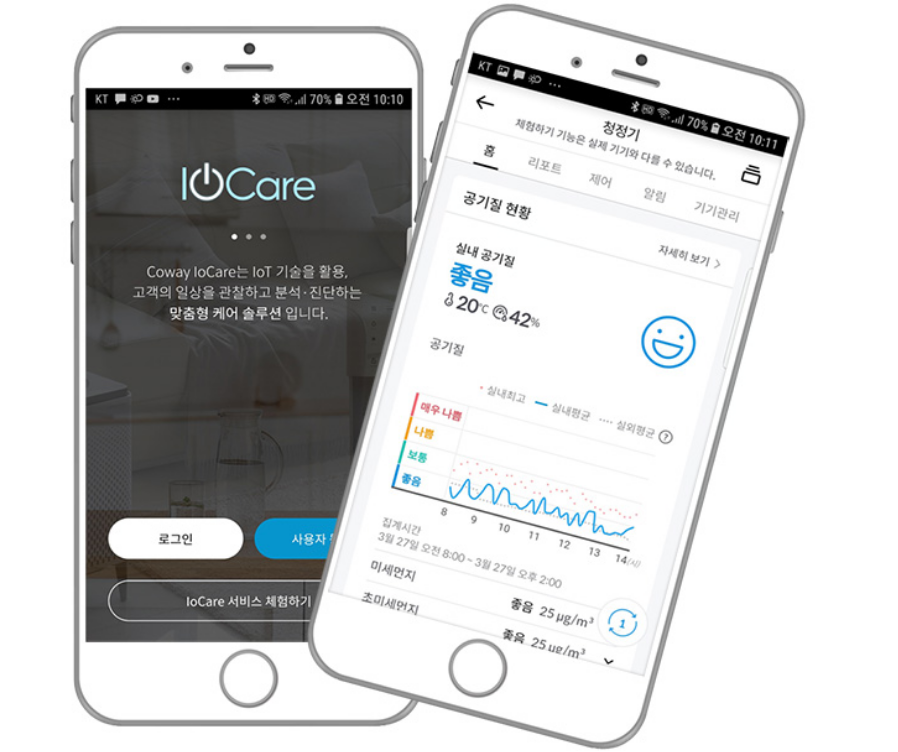 KT 70% 오전 10:10
IoCare
Coway IoCare는 IoT 기술을 활용,
고객의 일상을 관찰하고 분석·진단하는
맞춤형 케어 솔루션 입니다.
로그인
사용자
IoCare 서비스 체험하기
KT HD 70% 오전 10:11
청정기
체험하기 기능은 실제 기기와 다를 수 있습니다.
홈 리포트 제어 알림 기기관리
공기질 현황
자세히 보기 >
실내 공기질
좋음
20℃ 42%
공기질
실내최고 실내평균 실외평균 ?
매우 나쁨
나쁨
보통
좋음
8 9 10 11 12 13 14(시)
집계시간
3월 27일 오전 8:00 ~ 3월 27일 오후 2:00
미세먼지 좋음 25 µg/m³
초미세먼지 좋음 25 µg/m³
1